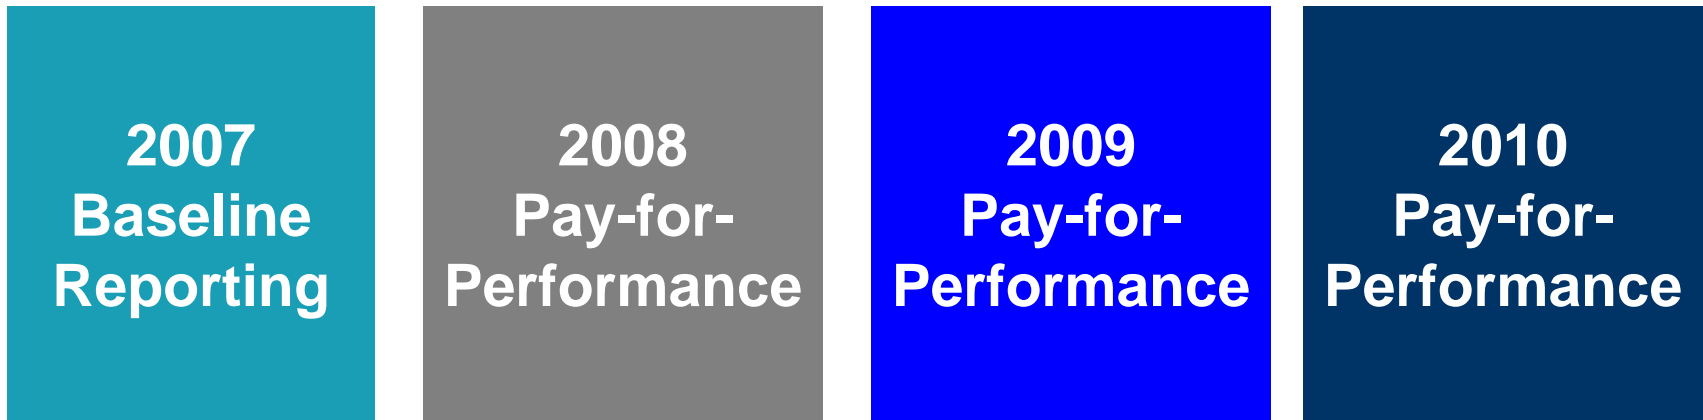 2007
Baseline
Reporting
2008
Pay-for-
Performance
2009
Pay-for-
Performance
2010
Pay-for-
Performance